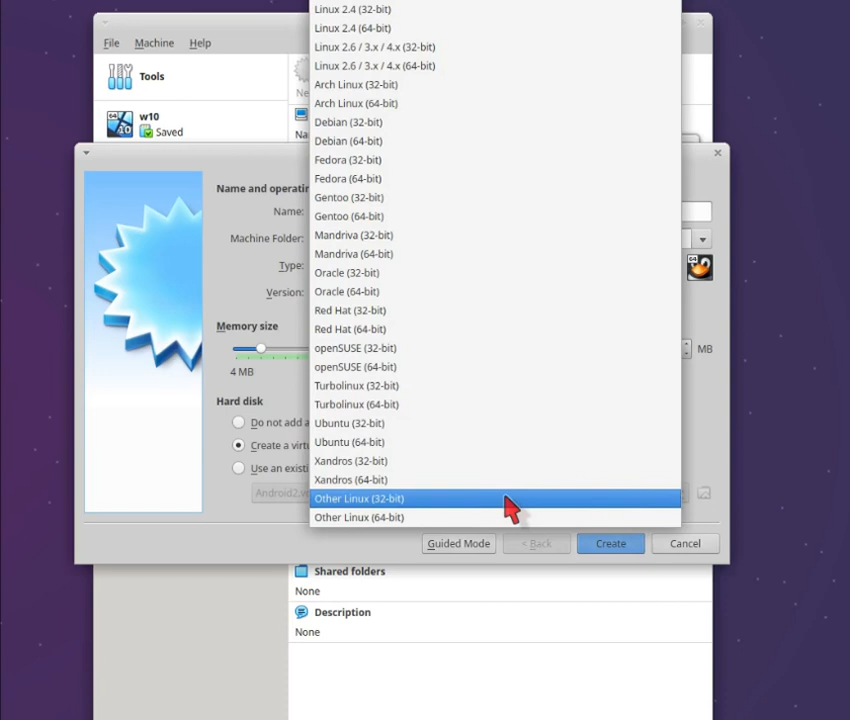 Linux 2.4 (32-bit)
Linux 2.4 (64-bit)
File Machine Help
Linux 2.6 / 3.x / 4.x (32-bit)
Linux 2.6 / 3.x / 4.x (64-bit)
Tools
Arch Linux (32-bit)
Ne
Arch Linux (64-bit)
w10
64
10
Debian (32-bit)
Saved
Na
Debian (64-bit)
Fedora (32-bit)
Fedora (64-bit)
Name and operatin
Gentoo (32-bit)
Name:
Gentoo (64-bit)
Mandriva (32-bit)
Machine Folder:
Mandriva (64-bit)
Type:
64
Oracle (32-bit)
Version:
Oracle (64-bit)
Red Hat (32-bit)
Memory size
Red Hat (64-bit)
openSUSE (32-bit)
MB
openSUSE (64-bit)
4 MB
Turbolinux (32-bit)
Hard disk
Turbolinux (64-bit)
Do not add a
Ubuntu (32-bit)
Create a virtu
Ubuntu (64-bit)
Use an existi
Xandros (32-bit)
Xandros (64-bit)
Android2.v
Other Linux (32-bit)
Other Linux (64-bit)
Guided Mode < Back Create Cancel
Shared folders
None
Description
None